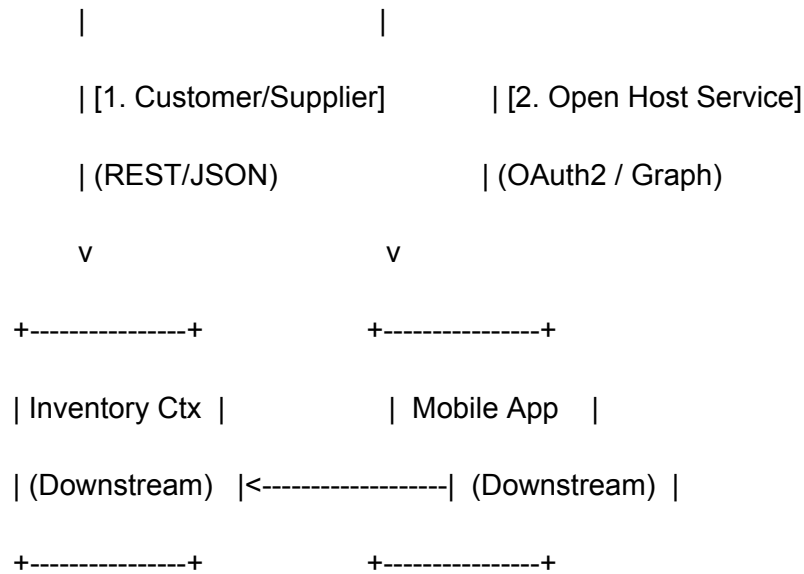 | |
| [1. Customer/Supplier] | [2. Open Host Service]
| (REST/JSON) | (OAuth2 / Graph)
v v
+----------------+ +----------------+
| Inventory Ctx | | Mobile App |
| (Downstream) |<-------------------| (Downstream) |
+----------------+ +----------------+